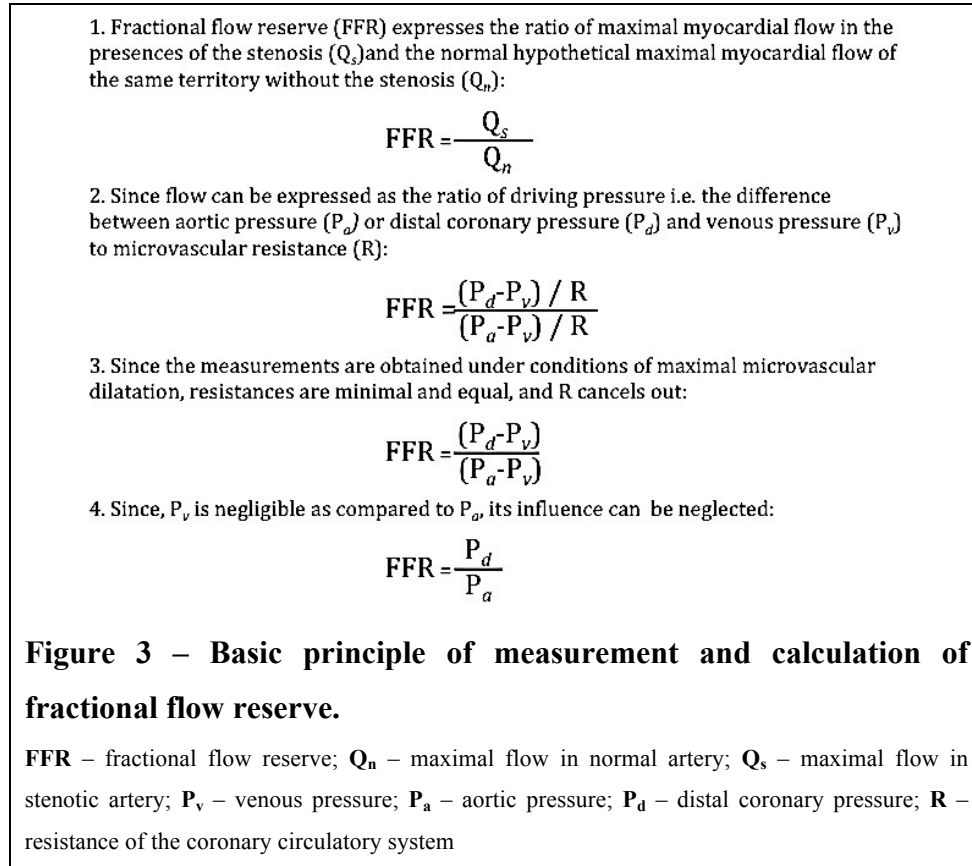 1. Fractional flow reserve (FFR) expresses the ratio of maximal myocardial flow in the
presences of the stenosis (Qs)and the normal hypothetical maximal myocardial flow of
the same territory without the stenosis (Qn):
FFR = Qs / Qn
2. Since flow can be expressed as the ratio of driving pressure i.e. the difference
between aortic pressure (Pa) or distal coronary pressure (Pd) and venous pressure (Pv)
to microvascular resistance (R):
FFR = (Pd-Pv) / R
(Pa-Pv) / R
3. Since the measurements are obtained under conditions of maximal microvascular
dilatation, resistances are minimal and equal, and R cancels out:
FFR = (Pd-Pv)
(Pa-Pv)
4. Since, Pv is negligible as compared to Pa, its influence can be neglected:
FFR = Pd
Pa
Figure 3 – Basic principle of measurement and calculation of
fractional flow reserve.
FFR – fractional flow reserve; Qn – maximal flow in normal artery; Qs – maximal flow in
stenotic artery; Pv – venous pressure; Pa – aortic pressure; Pd – distal coronary pressure; R –
resistance of the coronary circulatory system